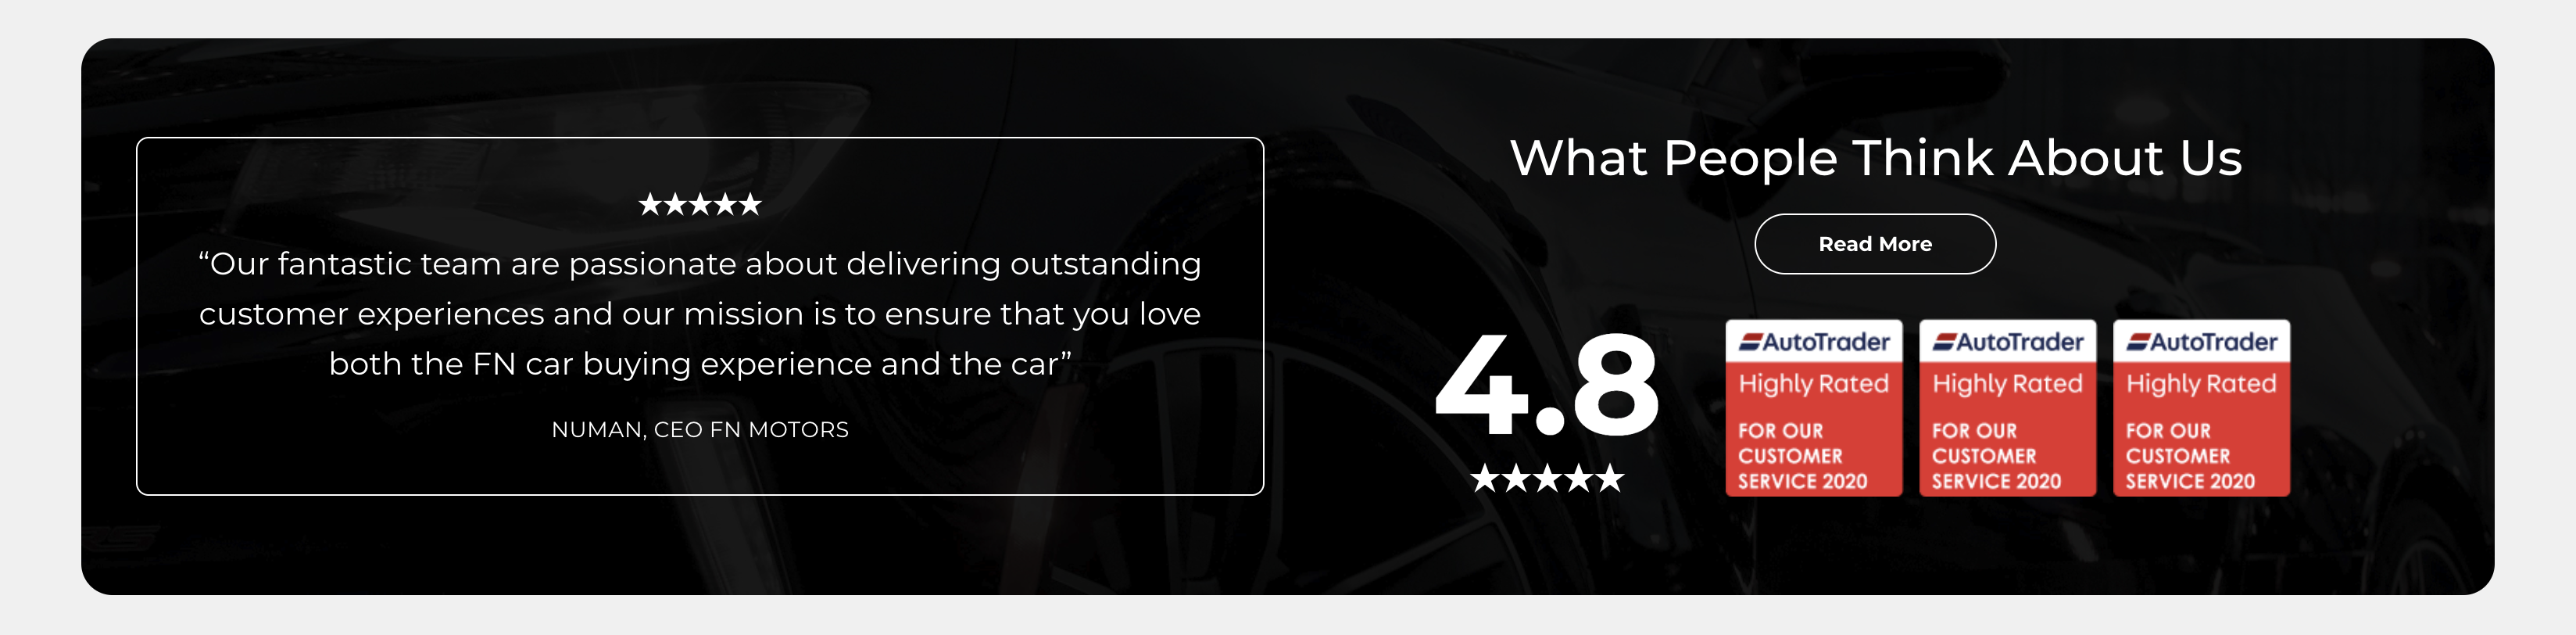 ★★★★★
“Our fantastic team are passionate about delivering outstanding
customer experiences and our mission is to ensure that you love
both the FN car buying experience and the car”
NUMAN, CEO FN MOTORS
What People Think About Us
Read More
4.8
★★★★★
AutoTrader
Highly Rated
FOR OUR
CUSTOMER
SERVICE 2020
AutoTrader
Highly Rated
FOR OUR
CUSTOMER
SERVICE 2020
AutoTrader
Highly Rated
FOR OUR
CUSTOMER
SERVICE 2020